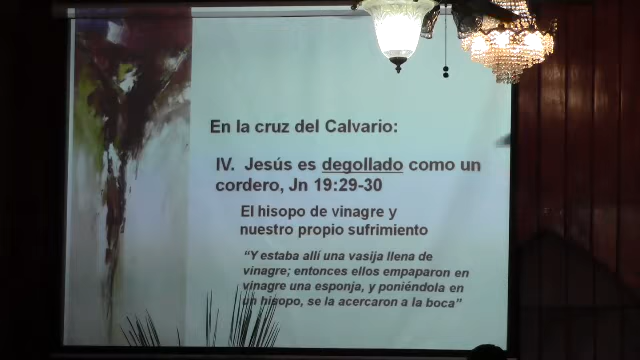 En la cruz del Calvario:
IV. Jesús es degollado como un
cordero, Jn 19:29-30
El hisopo de vinagre y
nuestro propio sufrimiento
“Y estaba allí una vasija llena de
vinagre; entonces ellos empaparon en
vinagre una esponja, y poniéndola en
un hisopo, se la acercaron a la boca”